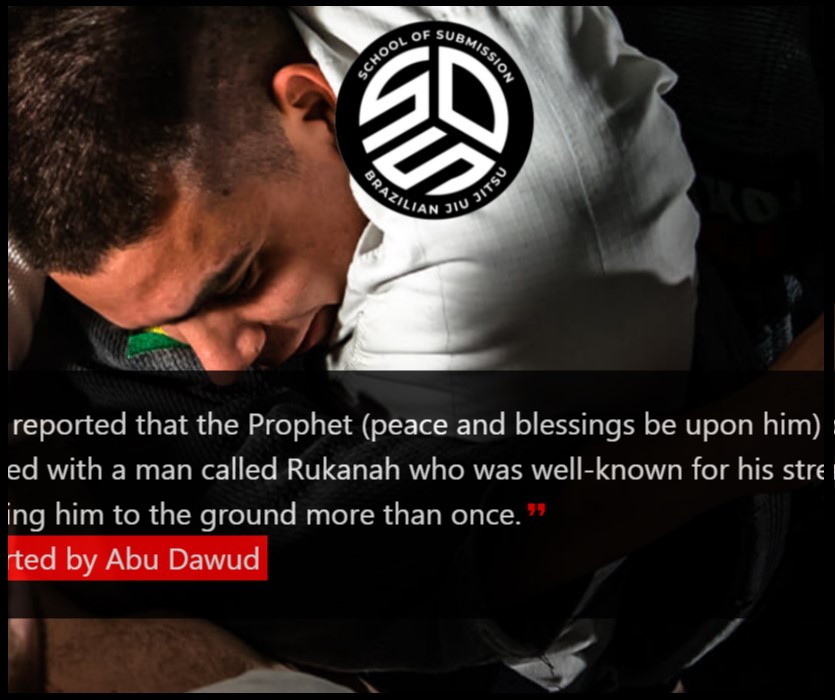 SCHOOL OF SUBMISSION
SDS
BRAZILIAN JIU JITSU
reported that the Prophet (peace and blessings be upon him)
ed with a man called Rukanah who was well-known for his stre
ing him to the ground more than once. ”
rted by Abu Dawud